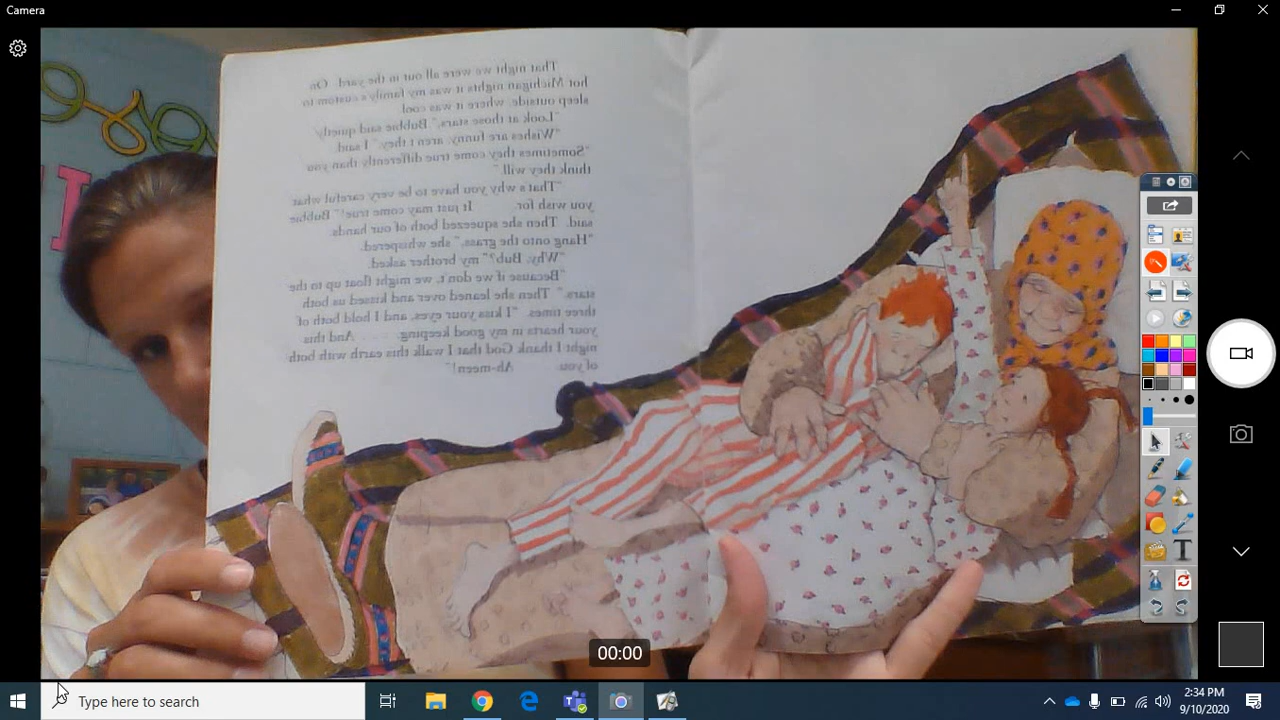 Camera
That night we were all out in the yard. On
hot Michigan nights it was my family's custom to
sleep outside, where it was cool.
"Look at those stars," Bubbie said quietly.
"Wishes are funny, aren't they," I said.
"Sometimes they come true differently than you
think they will."
"That's why you have to be very careful what
you wish for. It just may come true!" Bubbie
said. Then she squeezed both of our hands.
"Hang onto the grass," she whispered.
"Why, Bub?" my brother asked.
"Because if we don't, we might float up to the
stars." Then she leaned over and kissed us both
three times. "I kiss your eyes, and I hold both of
your hearts in my good keeping. . . . And this
night I thank God that I walk this earth with both
of you. Ah-meen!"
T
00:00
Type here to search
2:34 PM
9/10/2020